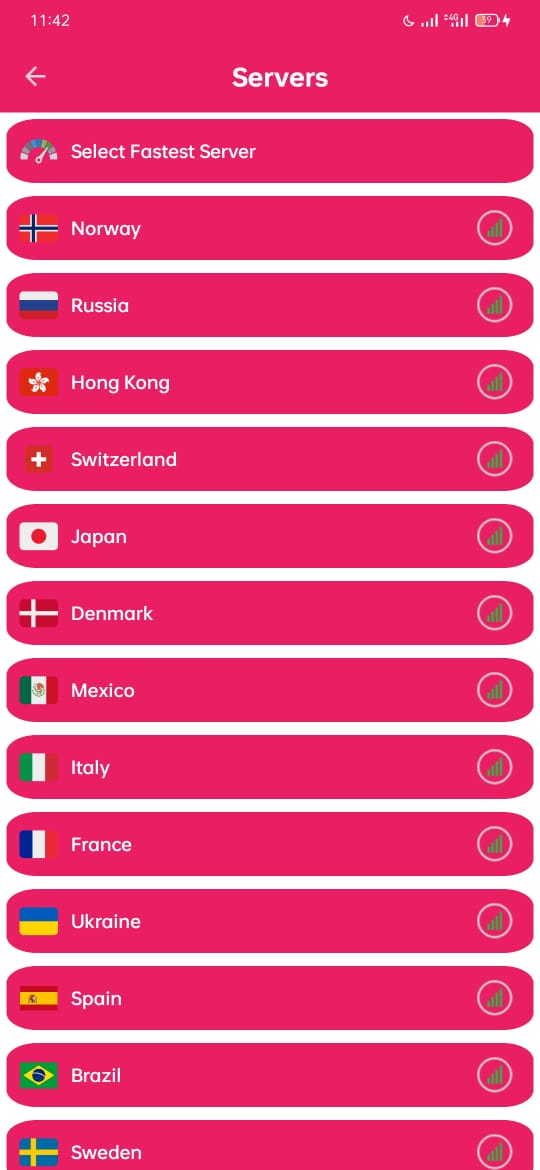 11:42
4G
39
Servers
Select Fastest Server
Norway
Russia
Hong Kong
Switzerland
Japan
Denmark
Mexico
Italy
France
Ukraine
Spain
Brazil
Sweden